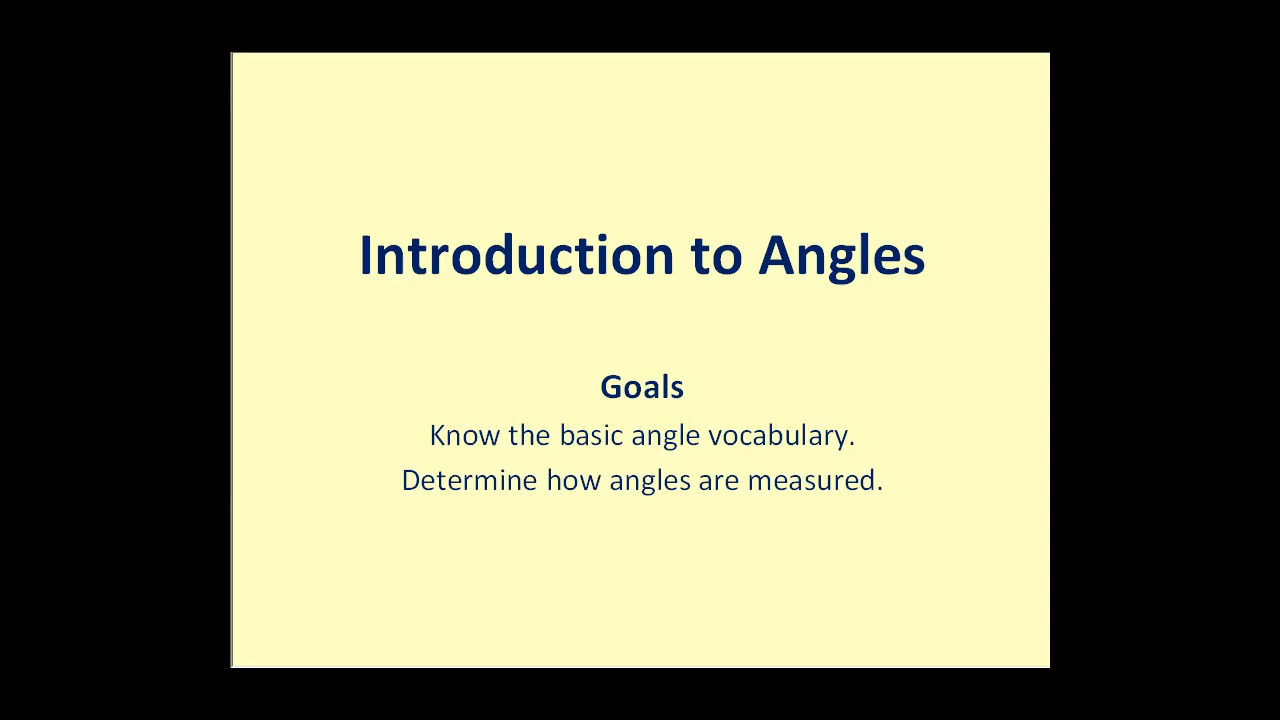 Introduction to Angles
Goals
Know the basic angle vocabulary.
Determine how angles are measured.